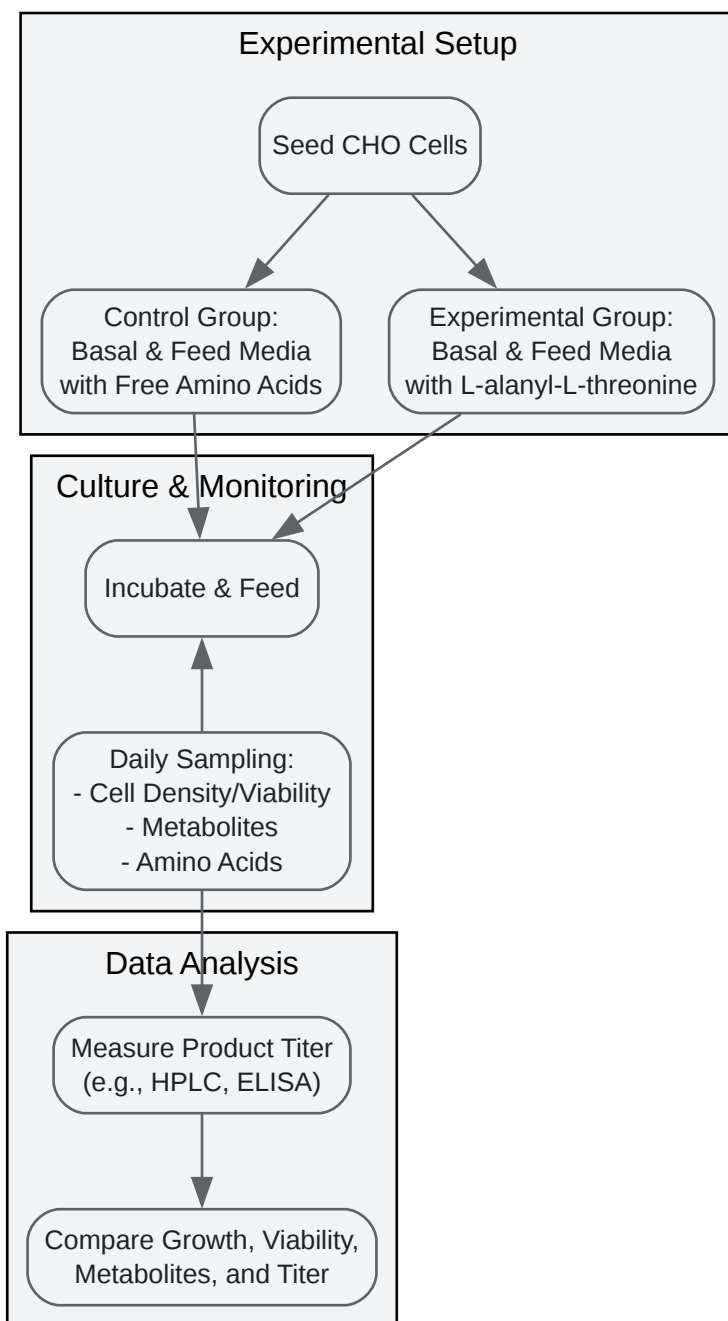 Experimental Setup
Seed CHO Cells
Control Group:
Basal & Feed Media
with Free Amino Acids
Experimental Group:
Basal & Feed Media
with L-alanyl-L-threonine
Culture & Monitoring
Incubate & Feed
Daily Sampling:
- Cell Density/Viability
- Metabolites
- Amino Acids
Data Analysis
Measure Product Titer
(e.g., HPLC, ELISA)
Compare Growth, Viability,
Metabolites, and Titer